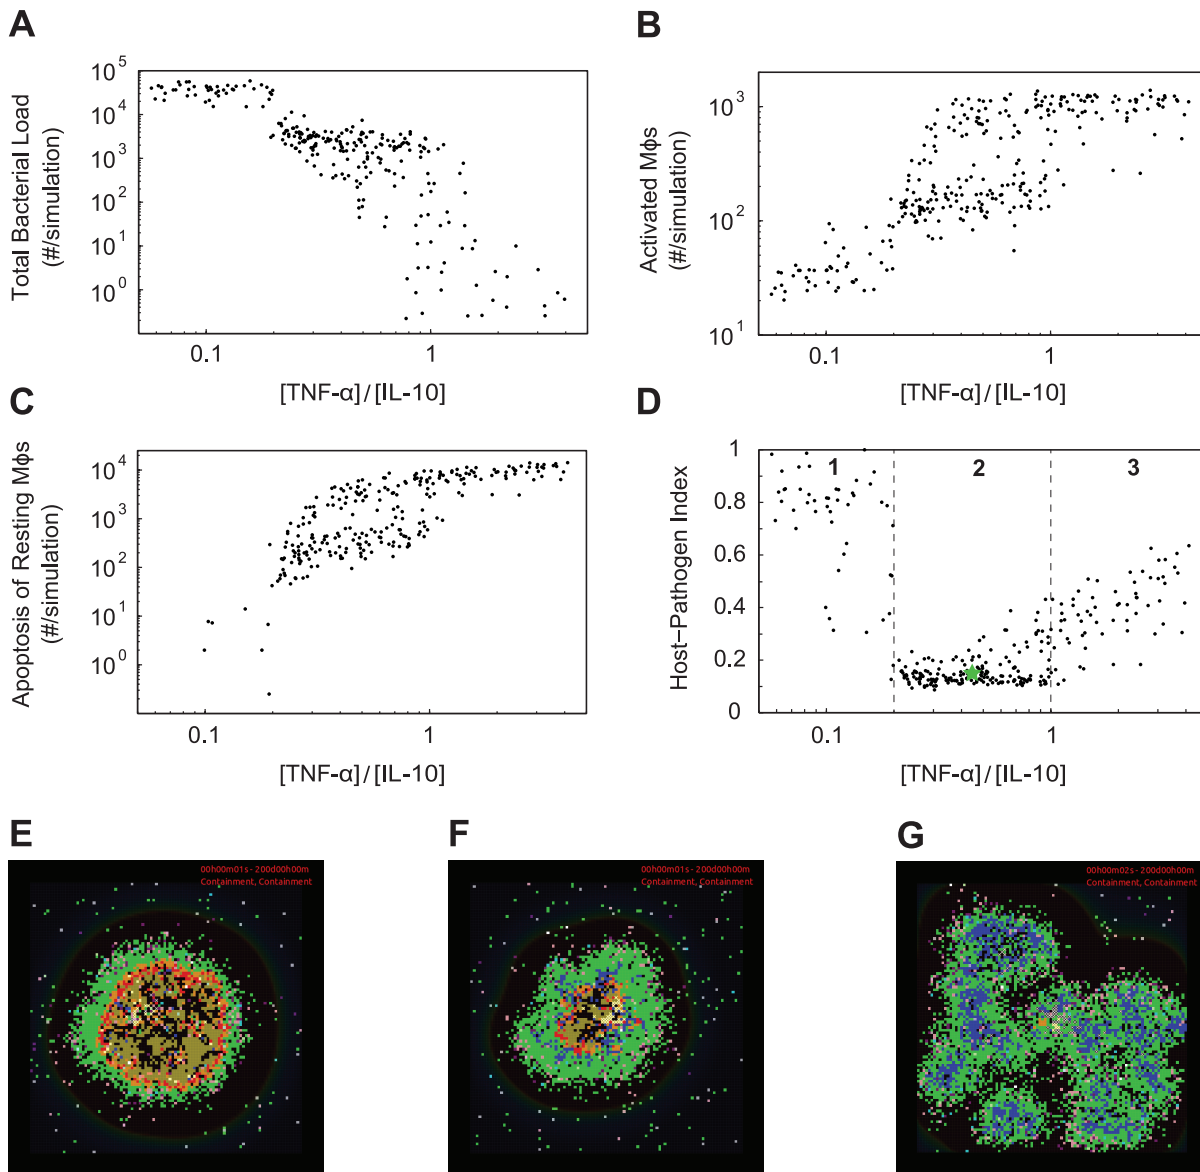 A
B
10^5
10^4
10^3
10^2
10^1
10^0
Total Bacterial Load
(#/simulation)
0.1
1
[TNF-α]/[IL-10]
10^3
10^2
10^1
Activated Mϕs
(#/simulation)
0.1
1
[TNF-α]/[IL-10]
C
D
10^4
10^3
10^2
10^1
10^0
Apoptosis of Resting Mϕs
(#/simulation)
0.1
1
[TNF-α]/[IL-10]
1
0.8
0.6
0.4
0.2
0
Host–Pathogen Index
1
2
3
0.1
1
[TNF-α]/[IL-10]
E
F
G
00h00m01s - 200d00h00m
Containment, Containment
00h00m01s - 200d00h00m
Containment, Containment
00h00m02s - 200d00h00m
Containment, Containment